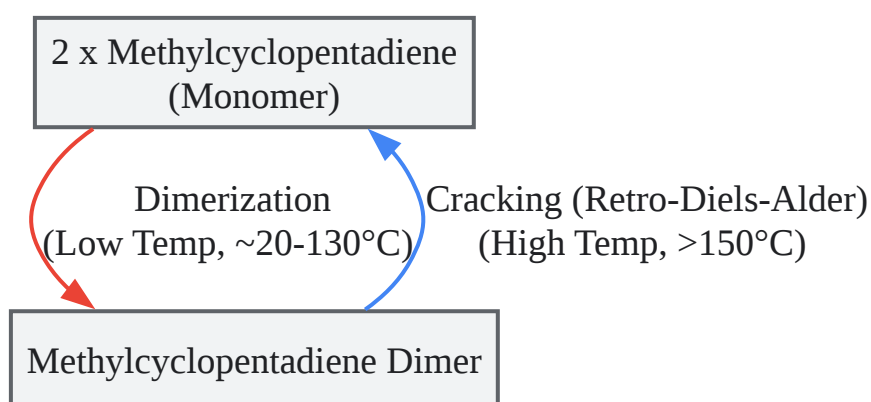 2 x Methylcyclopentadiene
(Monomer)
Dimerization
(Low Temp, ~20-130°C)
Cracking (Retro-Diels-Alder)
(High Temp, >150°C)
Methylcyclopentadiene Dimer